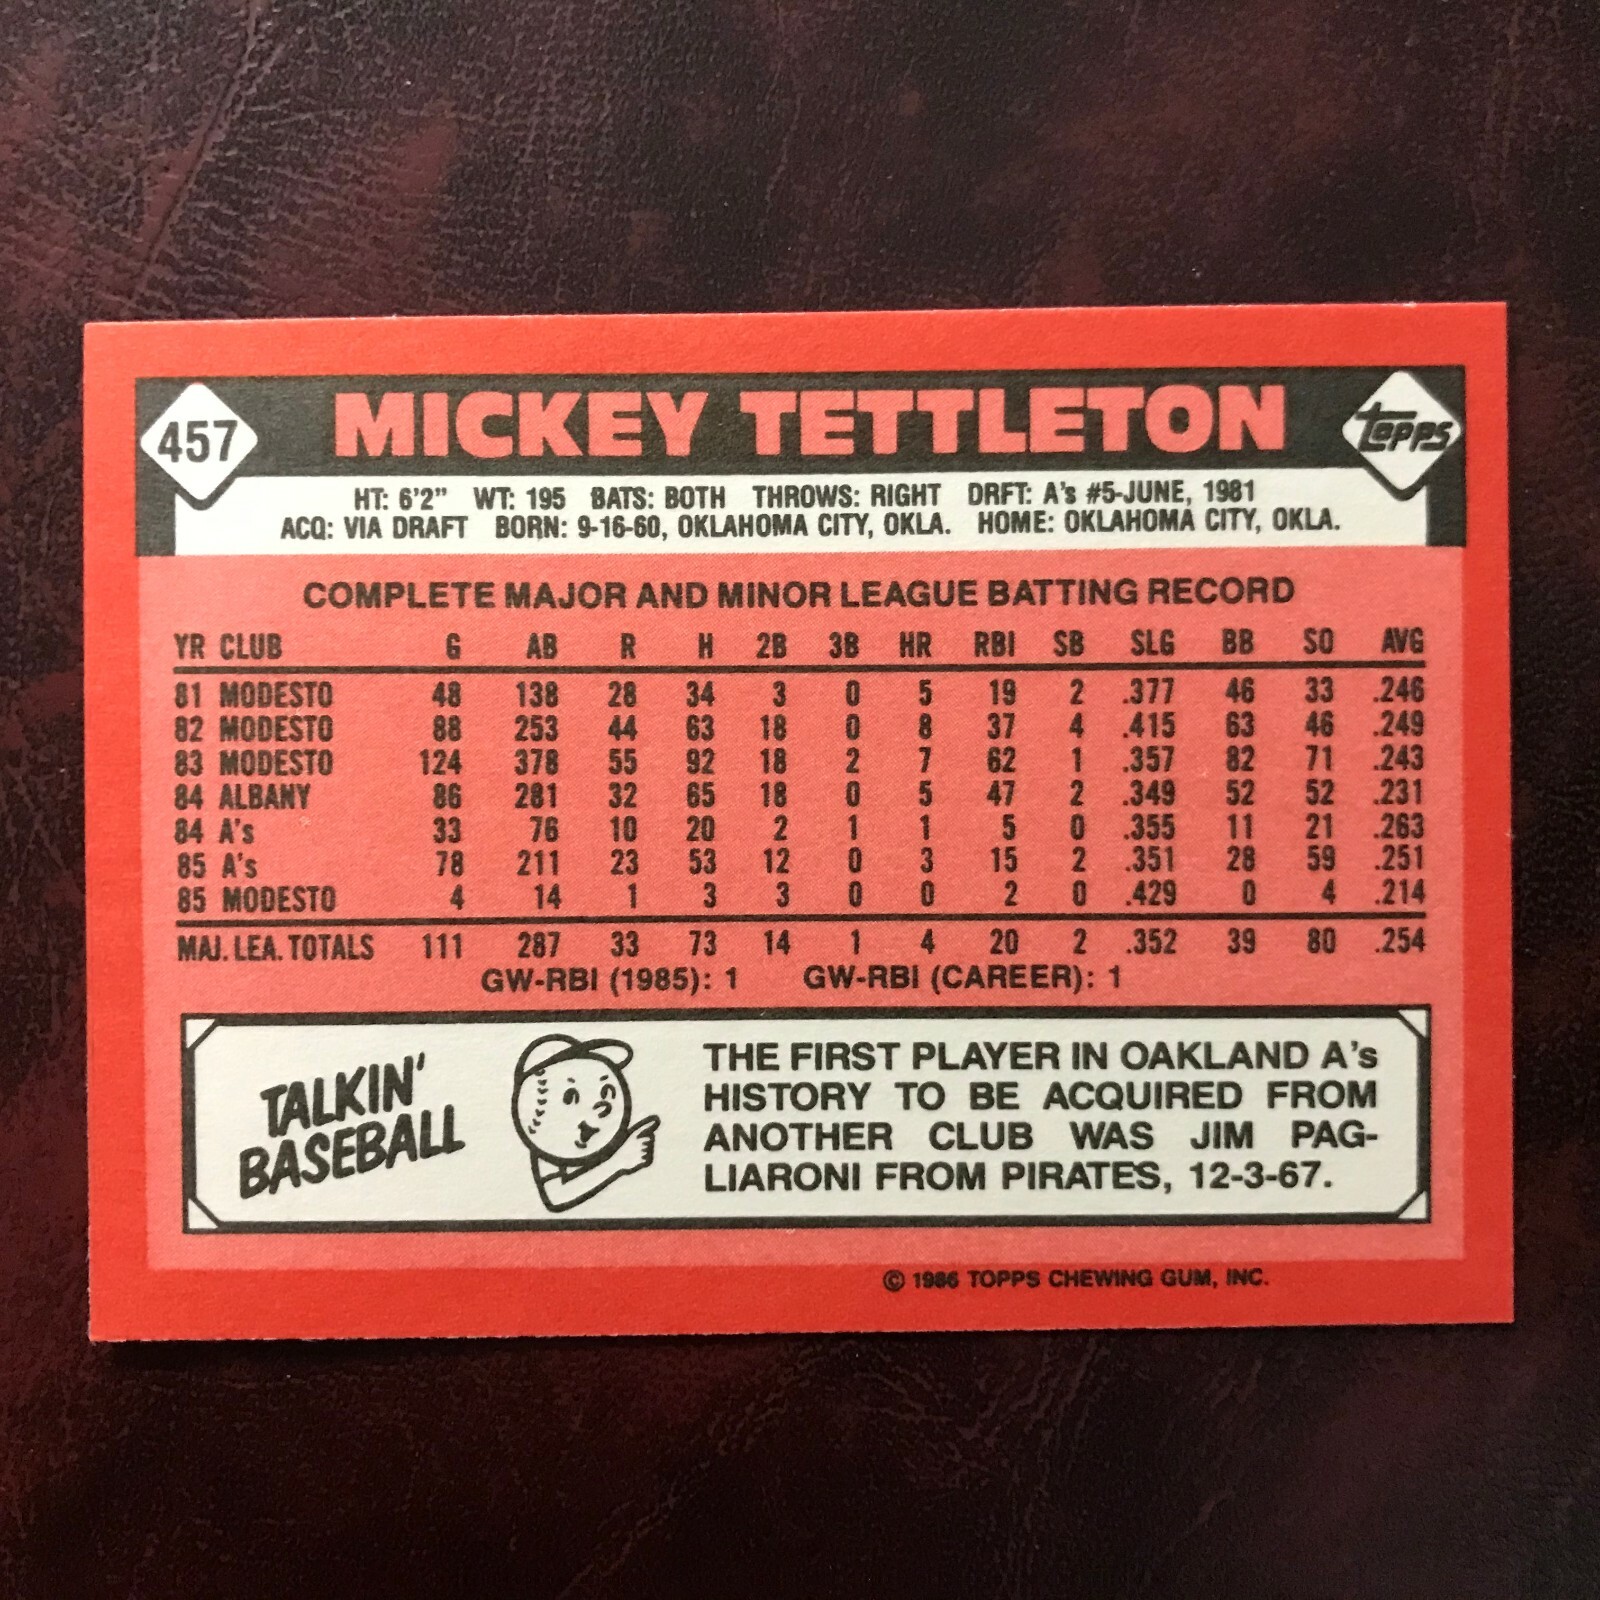 457 MICKEY TETTLETON Topps
HT: 6'2" WT: 195 BATS: BOTH THROWS: RIGHT DRFT: A's #5-JUNE, 1981
ACQ: VIA DRAFT BORN: 9-16-60, OKLAHOMA CITY, OKLA. HOME: OKLAHOMA CITY, OKLA.
COMPLETE MAJOR AND MINOR LEAGUE BATTING RECORD
YR CLUB G AB R H 2B 3B HR RBI SB SLG BB SO AVG
81 MODESTO 48 138 28 34 3 0 5 19 2 .377 46 33 .246
82 MODESTO 88 253 44 63 18 0 8 37 4 .415 63 46 .249
83 MODESTO 124 378 55 92 18 2 7 62 1 .357 82 71 .243
84 ALBANY 86 281 32 65 18 0 5 47 2 .349 52 52 .231
84 A's 33 76 10 20 2 1 1 5 0 .355 11 21 .263
85 A's 78 211 23 53 12 0 3 15 2 .351 28 59 .251
85 MODESTO 4 14 1 3 3 0 0 2 0 .429 0 4 .214
MAJ. LEA. TOTALS 111 287 33 73 14 1 4 20 2 .352 39 80 .254
GW-RBI (1985): 1 GW-RBI (CAREER): 1
TALKIN'
BASEBALL
THE FIRST PLAYER IN OAKLAND A's
HISTORY TO BE ACQUIRED FROM
ANOTHER CLUB WAS JIM PAG-
LIARONI FROM PIRATES, 12-3-67.
© 1986 TOPPS CHEWING GUM, INC.